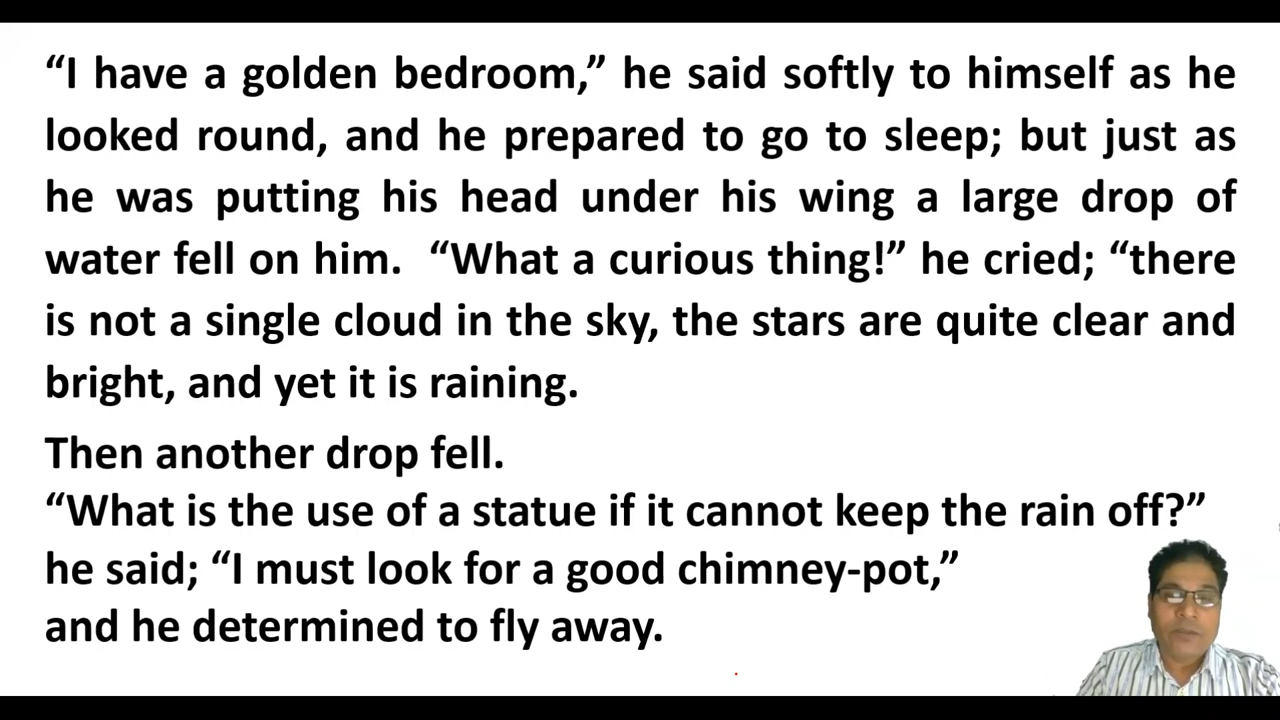 “I have a golden bedroom,” he said softly to himself as he
looked round, and he prepared to go to sleep; but just as
he was putting his head under his wing a large drop of
water fell on him.  “What a curious thing!” he cried; “there
is not a single cloud in the sky, the stars are quite clear and
bright, and yet it is raining.
Then another drop fell.
“What is the use of a statue if it cannot keep the rain off?”
he said; “I must look for a good chimney-pot,”
and he determined to fly away.